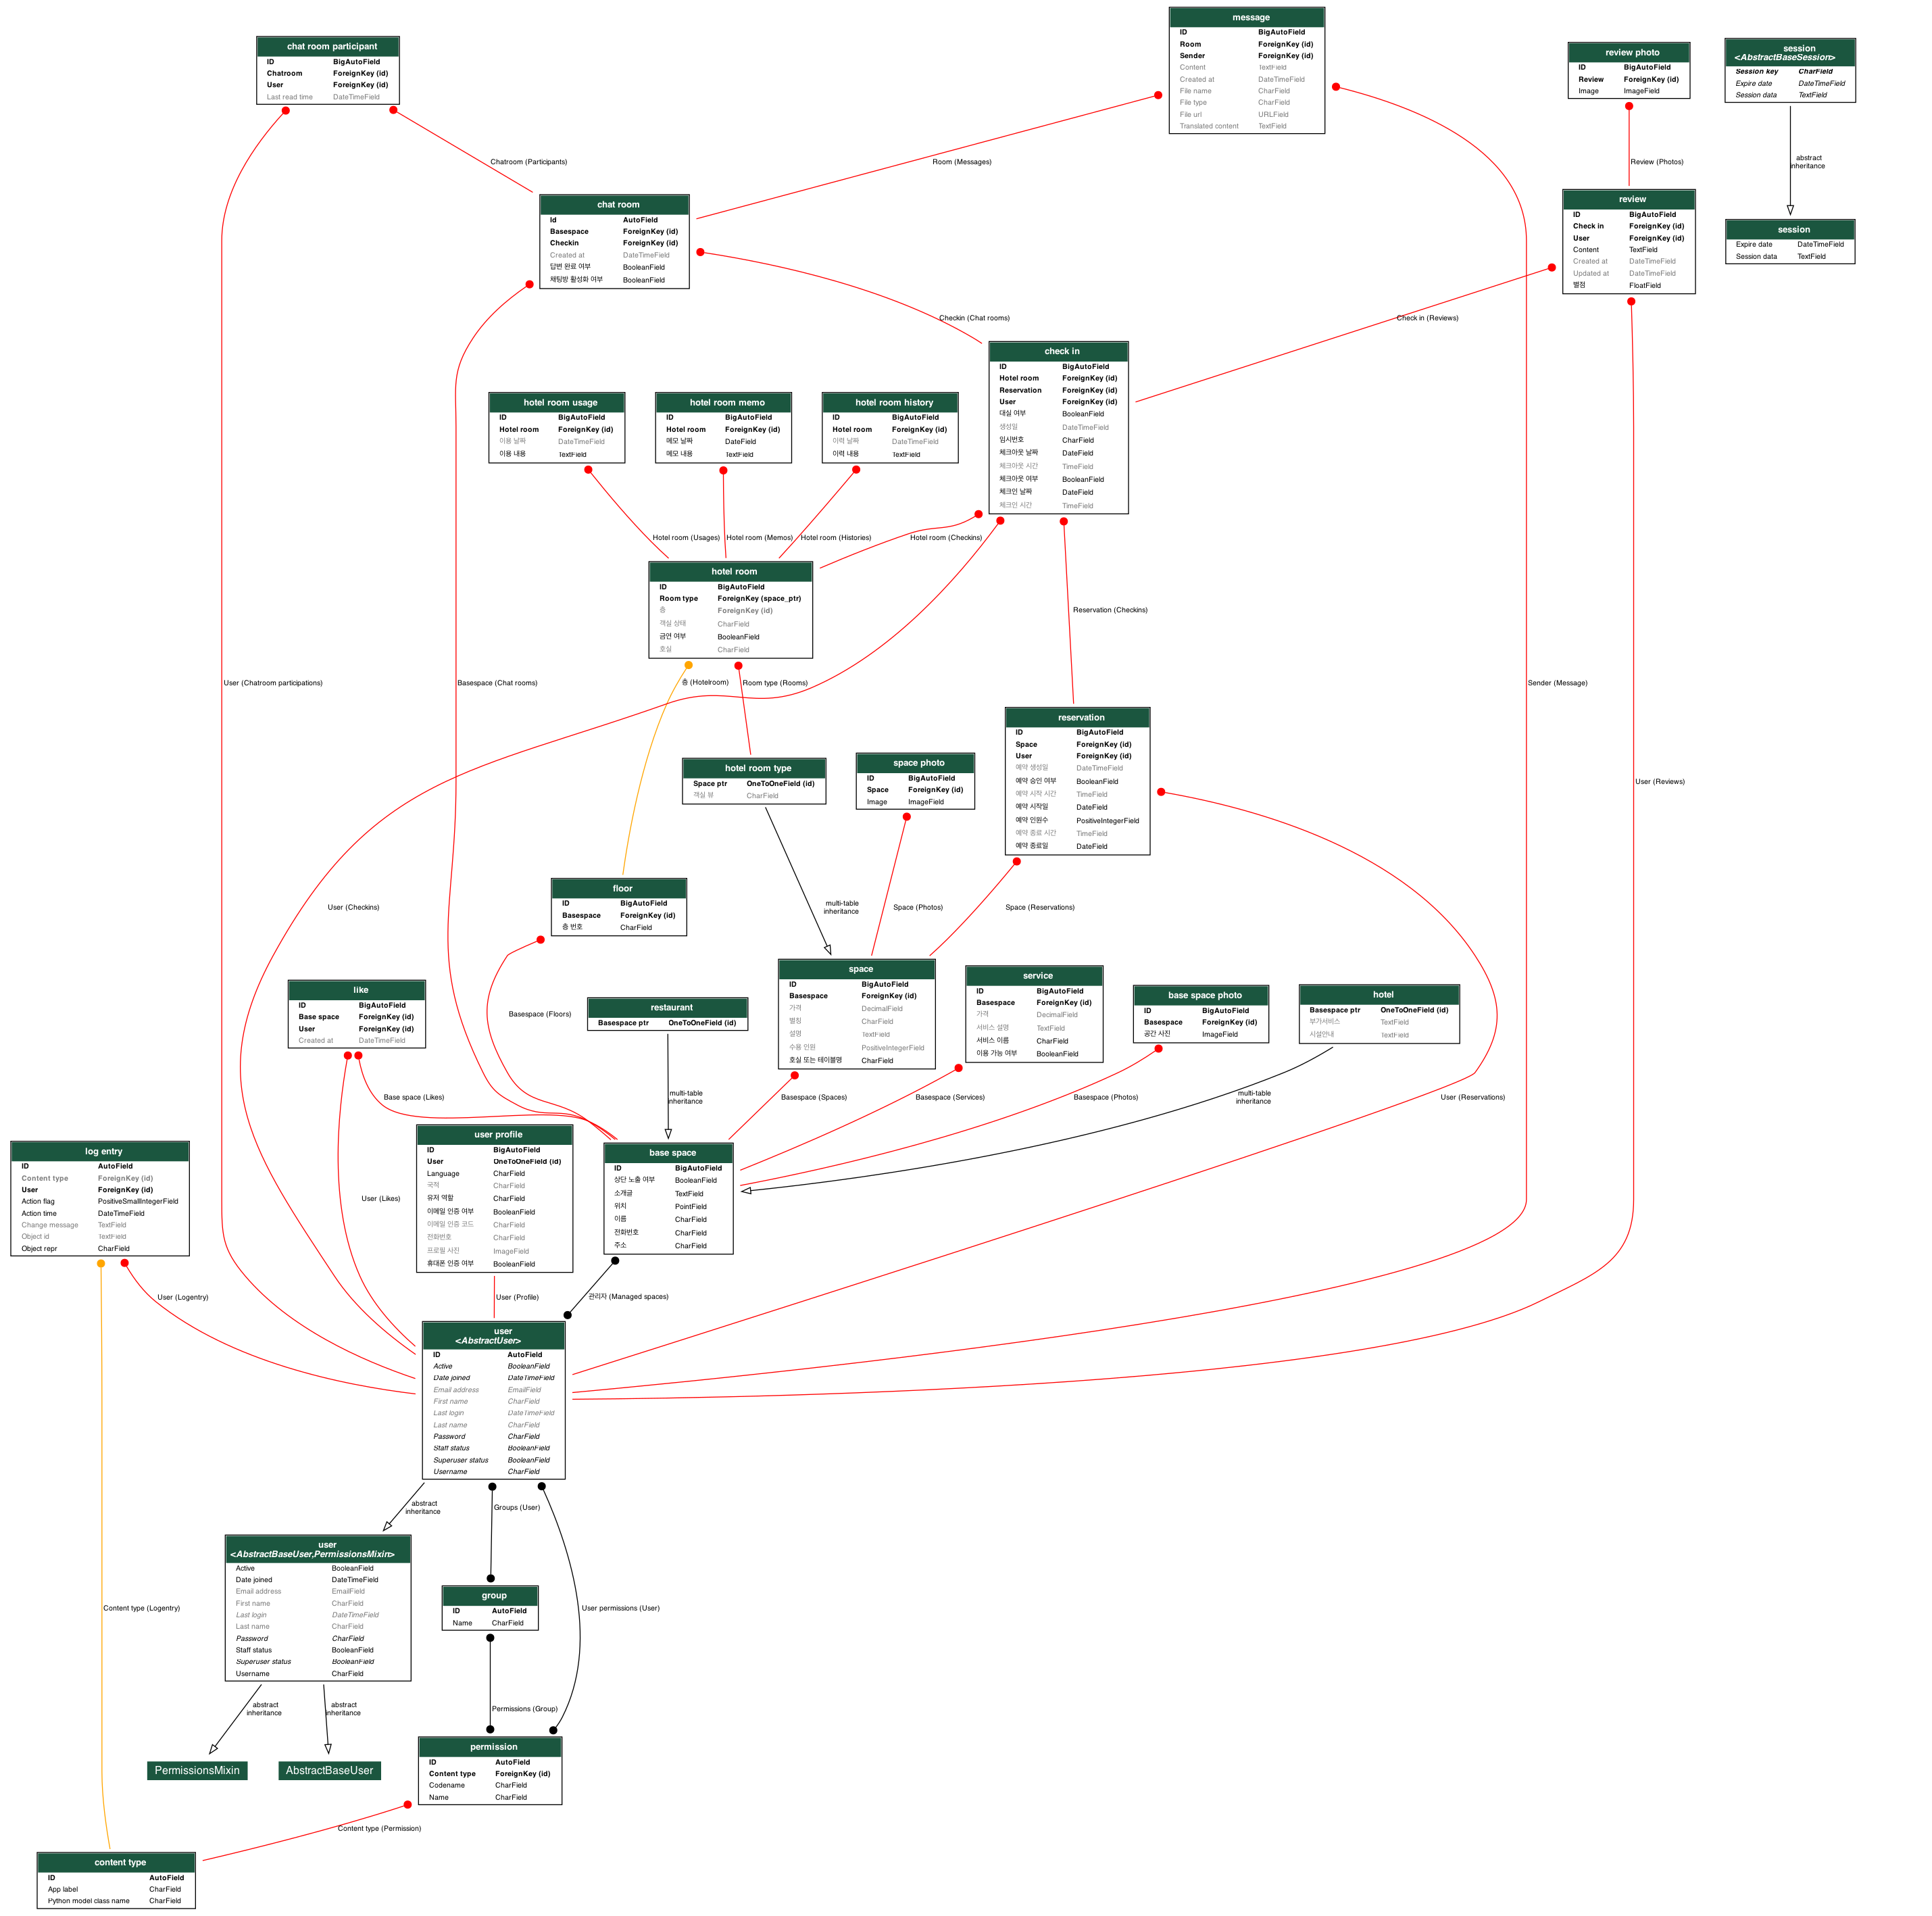 chat room participant
ID BigAutoField
Chatroom ForeignKey (id)
User ForeignKey (id)
Last read time DateTimeField
message
ID BigAutoField
Room ForeignKey (id)
Sender ForeignKey (id)
Content TextField
Created at DateTimeField
File name CharField
File type CharField
File url URLField
Translated content TextField
review photo
ID BigAutoField
Review ForeignKey (id)
Image ImageField
session
<AbstractBaseSession>
Session key CharField
Expire date DateTimeField
Session data TextField
Chatroom (Participants)
Room (Messages)
Review (Photos)
abstract
inheritance
chat room
Id AutoField
Basespace ForeignKey (id)
Checkin ForeignKey (id)
Created at DateTimeField
답변 완료 여부 BooleanField
채팅방 활성화 여부 BooleanField
review
ID BigAutoField
Check in ForeignKey (id)
User ForeignKey (id)
Content TextField
Created at DateTimeField
Updated at DateTimeField
별점 FloatField
session
Expire date DateTimeField
Session data TextField
Checkin (Chat rooms)
Check in (Reviews)
check in
ID BigAutoField
Hotel room ForeignKey (id)
Reservation ForeignKey (id)
User ForeignKey (id)
대실 여부 BooleanField
생성일 DateTimeField
임시번호 CharField
체크아웃 날짜 DateField
체크아웃 시간 TimeField
체크아웃 여부 BooleanField
체크인 날짜 DateField
체크인 시간 TimeField
hotel room usage
ID BigAutoField
Hotel room ForeignKey (id)
이용 날짜 DateTimeField
이용 내용 TextField
hotel room memo
ID BigAutoField
Hotel room ForeignKey (id)
메모 날짜 DateField
메모 내용 TextField
hotel room history
ID BigAutoField
Hotel room ForeignKey (id)
이력 날짜 DateTimeField
이력 내용 TextField
Hotel room (Usages)
Hotel room (Memos)
Hotel room (Histories)
Hotel room (Checkins)
hotel room
ID BigAutoField
Room type ForeignKey (space_ptr)
층 ForeignKey (id)
객실 상태 CharField
금연 여부 BooleanField
호실 CharField
Reservation (Checkins)
User (Chatroom participations)
Basespace (Chat rooms)
층 (Hotelroom)
Room type (Rooms)
Sender (Message)
reservation
ID BigAutoField
Space ForeignKey (id)
User ForeignKey (id)
예약 생성일 DateTimeField
예약 승인 여부 BooleanField
예약 시작 시간 TimeField
예약 시작일 DateField
예약 인원수 PositiveIntegerField
예약 종료 시간 TimeField
예약 종료일 DateField
hotel room type
Space ptr OneToOneField (id)
객실 뷰 CharField
space photo
ID BigAutoField
Space ForeignKey (id)
Image ImageField
User (Reviews)
floor
ID BigAutoField
Basespace ForeignKey (id)
층 번호 CharField
User (Checkins)
multi-table
inheritance
Space (Photos)
Space (Reservations)
like
ID BigAutoField
Base space ForeignKey (id)
User ForeignKey (id)
Created at DateTimeField
Basespace (Floors)
restaurant
Basespace ptr OneToOneField (id)
space
ID BigAutoField
Basespace ForeignKey (id)
가격 DecimalField
별칭 CharField
설명 TextField
수용 인원 PositiveIntegerField
호실 또는 테이블명 CharField
service
ID BigAutoField
Basespace ForeignKey (id)
가격 DecimalField
서비스 설명 TextField
서비스 이름 CharField
이용 가능 여부 BooleanField
base space photo
ID BigAutoField
Basespace ForeignKey (id)
공간 사진 ImageField
hotel
Basespace ptr OneToOneField (id)
부가서비스 TextField
시설안내 TextField
Base space (Likes)
multi-table
inheritance
Basespace (Spaces)
Basespace (Services)
Basespace (Photos)
multi-table
inheritance
User (Reservations)
log entry
ID AutoField
Content type ForeignKey (id)
User ForeignKey (id)
Action flag PositiveSmallIntegerField
Action time DateTimeField
Change message TextField
Object id TextField
Object repr CharField
User (Likes)
user profile
ID BigAutoField
User OneToOneField (id)
Language CharField
국적 CharField
유저 역할 CharField
이메일 인증 여부 BooleanField
이메일 인증 코드 CharField
전화번호 CharField
프로필 사진 ImageField
휴대폰 인증 여부 BooleanField
base space
ID BigAutoField
상단 노출 여부 BooleanField
소개글 TextField
위치 PointField
이름 CharField
전화번호 CharField
주소 CharField
User (Logentry)
User (Profile)
관리자 (Managed spaces)
user
<AbstractUser>
ID AutoField
Active BooleanField
Date joined DateTimeField
Email address EmailField
First name CharField
Last login DateTimeField
Last name CharField
Password CharField
Staff status BooleanField
Superuser status BooleanField
Username CharField
abstract
inheritance
Groups (User)
user
<AbstractBaseUser,PermissionsMixin>
Active BooleanField
Date joined DateTimeField
Email address EmailField
First name CharField
Last login DateTimeField
Last name CharField
Password CharField
Staff status BooleanField
Superuser status BooleanField
Username CharField
group
ID AutoField
Name CharField
Content type (Logentry)
User permissions (User)
abstract
inheritance
abstract
inheritance
Permissions (Group)
PermissionsMixin
AbstractBaseUser
permission
ID AutoField
Content type ForeignKey (id)
Codename CharField
Name CharField
Content type (Permission)
content type
ID AutoField
App label CharField
Python model class name CharField